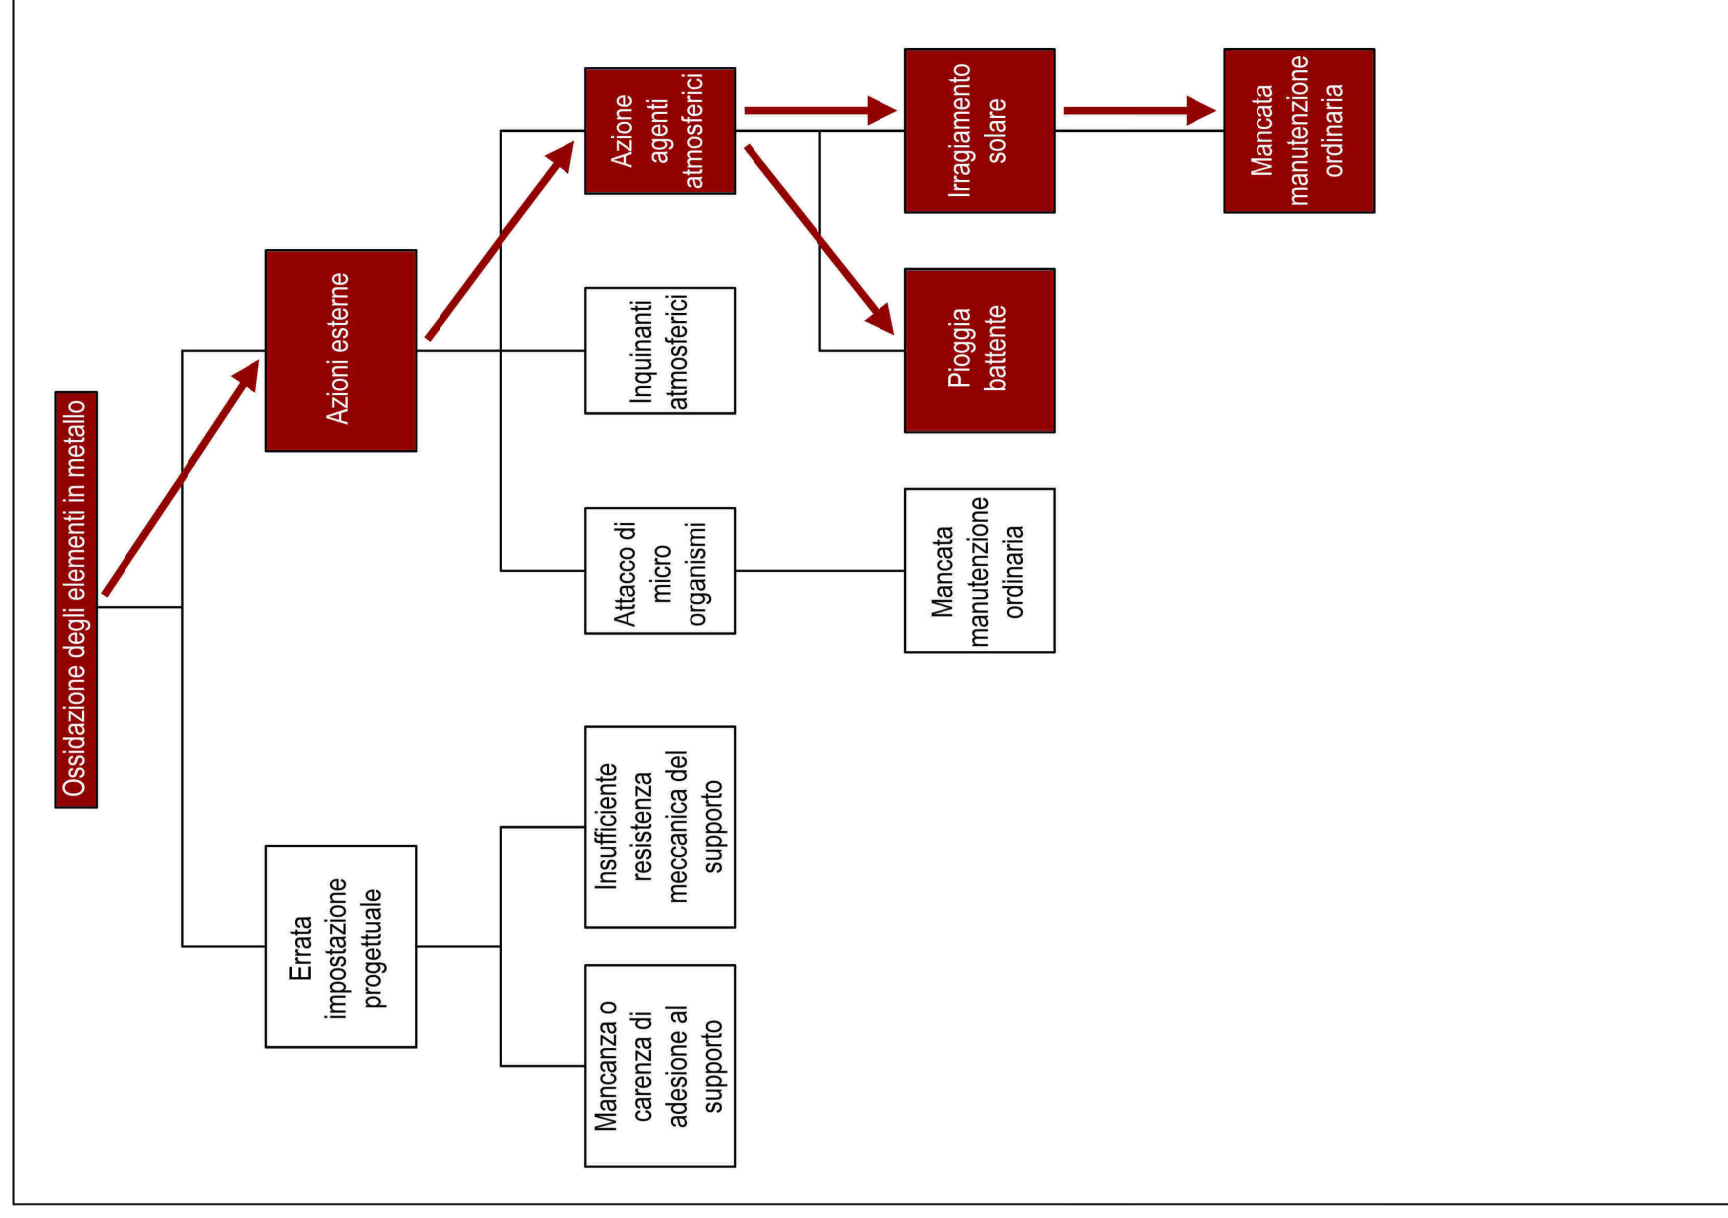 Ossidazione degli elementi in metallo
Errata
impostazione
progettuale
Azioni esterne
Mancanza o
carenza di
adesione al
supporto
Insufficiente
resistenza
meccanica del
supporto
Attacco di
micro
organismi
Inquinanti
atmosferici
Azione
agenti
atmosferici
Mancata
manutenzione
ordinaria
Pioggia
battente
Irragiamento
solare
Mancata
manutenzione
ordinaria